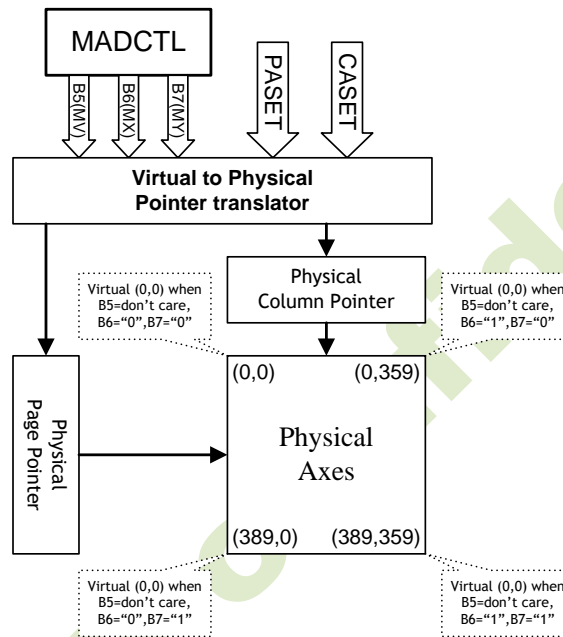 MADCTL
B5(MV)
B6(MX)
B7(MY)
PASET
CASET
Virtual to Physical
Pointer translator
Virtual (0,0) when
B5=don’t care,
B6=“0”,B7=“0”
Physical
Column Pointer
Virtual (0,0) when
B5=don’t care,
B6=“1”,B7=“0”
(0,0)
(0,359)
Physical
Page Pointer
Physical
Axes
(389,0)
(389,359)
Virtual (0,0) when
B5=don’t care,
B6=“0”,B7=“1”
Virtual (0,0) when
B5=don’t care,
B6=“1”,B7=“1”